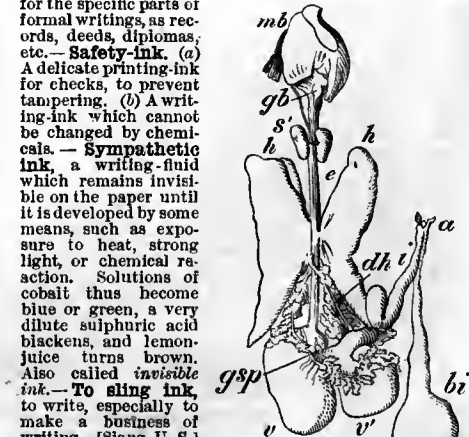 for the specific parts of
formal writings, as rec-
ords, deeds, diplomas,
etc.— Safety-ink. (a)
A delicate printing-ink
for checks, to prevent
tampering. (b) A writ-
ing-ink which cannot
be changed by chemi-
cals. — Sympathetic
ink, a writing-fluid
which remains invisi-
ble on the paper until
it is developed by some
means, such as expo-
sure to heat, strong
light, or chemical re-
action. Solutions of
cobalt thus become
blue or green, a very
dilute sulphuric acid
blackens, and lemon-
juice turns brown.
Also called invisible
ink.— To sling ink,
to write, especially to
make a business of
writing. [Slang, U. S.]
mb
gb
s'
h
h
e
a
dh
i
gsp
bi
v
v'